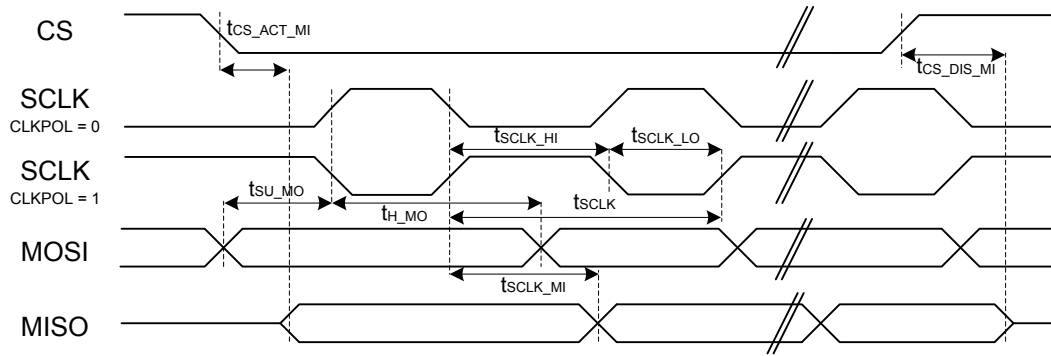 CS
tCS_ACT_MI
tCS_DIS_MI
SCLK
CLKPOL = 0
tSCLK_HI
tSCLK_LO
SCLK
CLKPOL = 1
tSU_MO
tH_MO
tSCLK
MOSI
tSCLK_MI
MISO